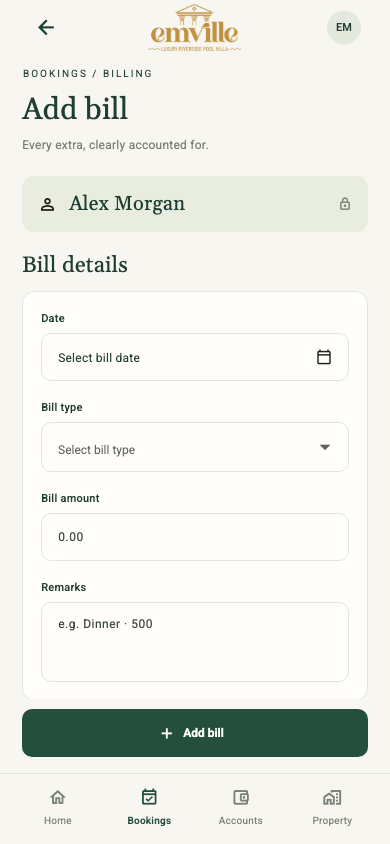 emville
LUXURY RIVERSIDE POOL VILLA
EM
BOOKINGS / BILLING
Add bill
Every extra, clearly accounted for.
Alex Morgan
Bill details
Date
Select bill date
Bill type
Select bill type
Bill amount
0.00
Remarks
e.g. Dinner · 500
Add bill
Home
Bookings
Accounts
Property